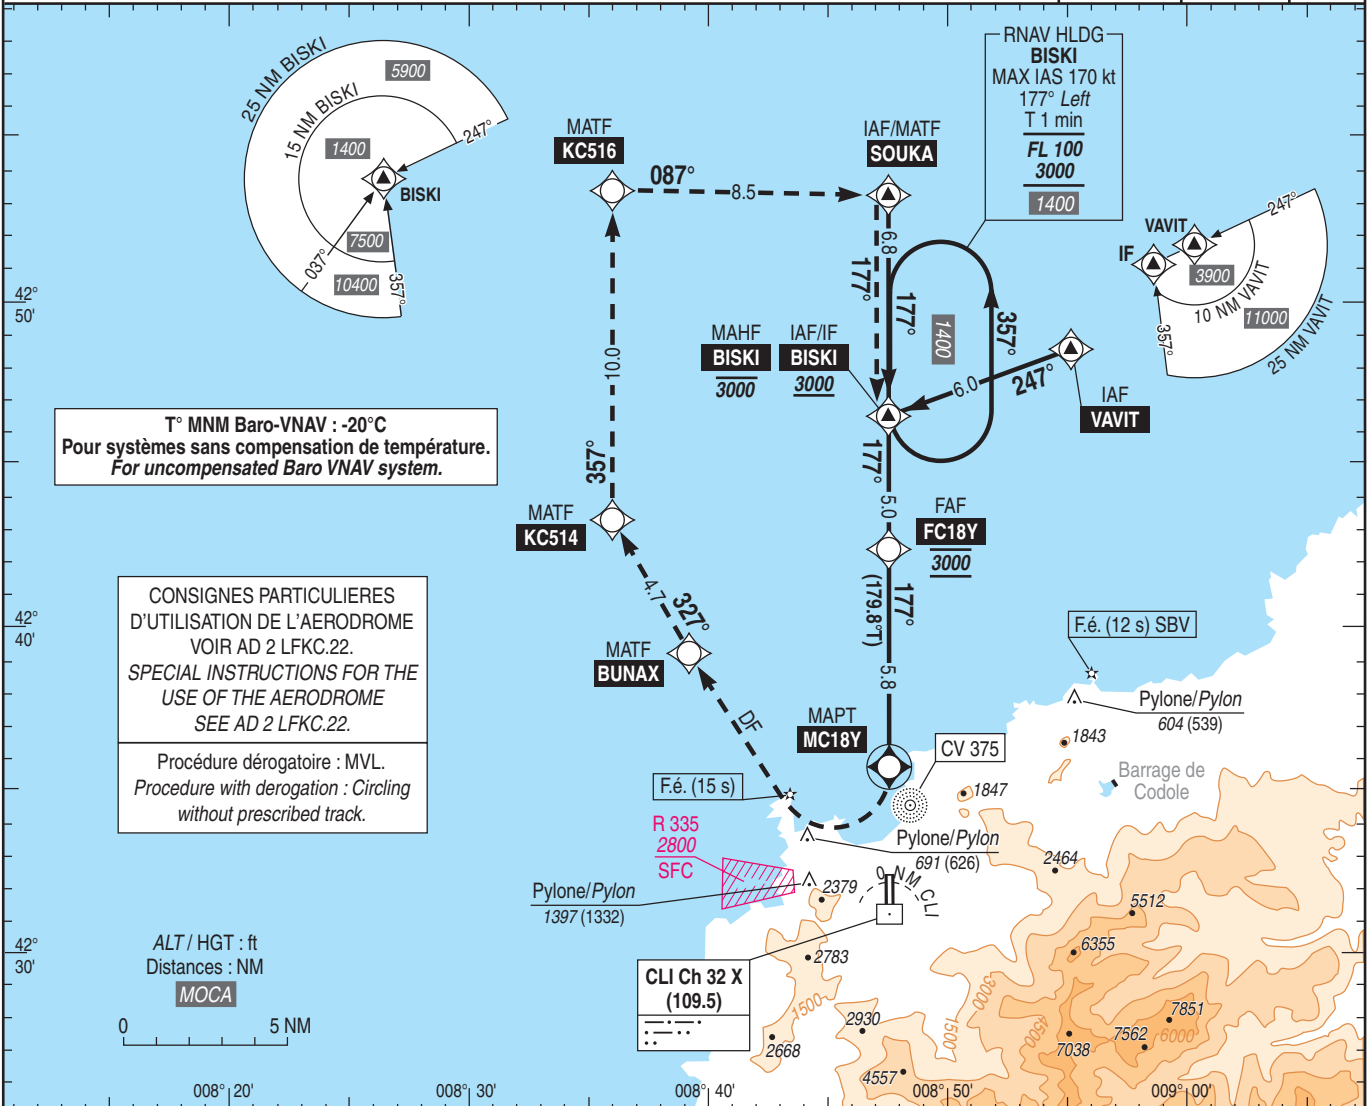 25 NM BISKI
15 NM BISKI
5900
1400
247°
BISKI
7500
10400
037°
357°
MATF
KC516
087°
8.5
IAF/MATF
SOUKA
RNAV HLDG
BISKI
MAX IAS 170 kt
177° Left
T 1 min
FL 100
3000
1400
VAVIT
IF
247°
3900
10 NM VAVIT
11000
25 NM VAVIT
357°
6.8
177°
177°
1400
357°
MAHF
BISKI
3000
IAF/IF
BISKI
3000
6.0
247°
IAF
VAVIT
10.0
357°
42°
50'
T° MNM Baro-VNAV : -20°C
Pour systèmes sans compensation de température.
For uncompensated Baro VNAV system.
177°
5.0
MATF
KC514
FAF
FC18Y
3000
4.7
327°
177°
(179.8°T)
5.8
CONSIGNES PARTICULIERES
D'UTILISATION DE L'AERODROME
VOIR AD 2 LFKC.22.
SPECIAL INSTRUCTIONS FOR THE
USE OF THE AERODROME
SEE AD 2 LFKC.22.
Procédure dérogatoire : MVL.
Procedure with derogation : Circling
without prescribed track.
42°
40'
MATF
BUNAX
DF
F.é. (12 s) SBV
Pylone/Pylon
604 (539)
MAPT
MC18Y
CV 375
1843
1847
Barrage de
Codole
F.é. (15 s)
R 335
2800
SFC
Pylone/Pylon
691 (626)
Pylone/Pylon
1397 (1332)
2379
0 NM CLI
2464
5512
6355
2783
42°
30'
ALT / HGT : ft
Distances : NM
MOCA
0
5 NM
CLI Ch 32 X
(109.5)
1500
2930
2668
4557
1500
3000
4500
7038
7562
7851
6000
008° 20'
008° 30'
008° 40'
008° 50'
009° 00'